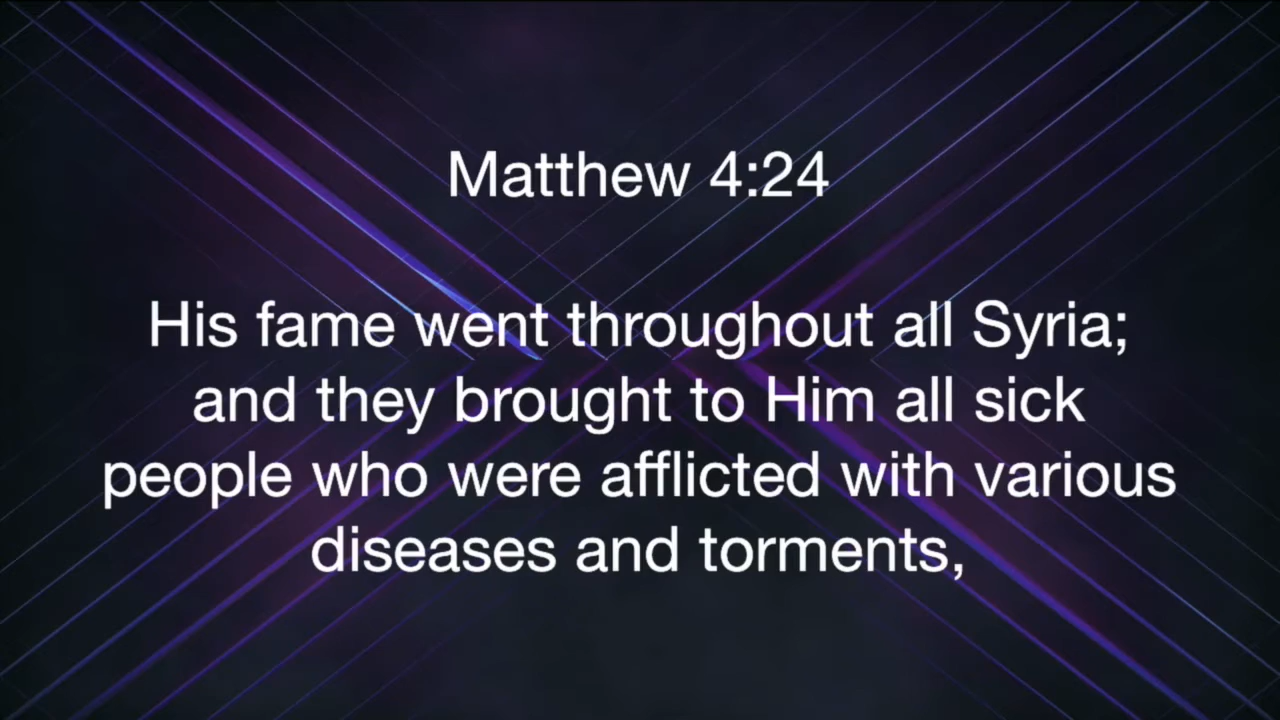 Matthew 4:24
His fame went throughout all Syria;
and they brought to Him all sick
people who were afflicted with various
diseases and torments,